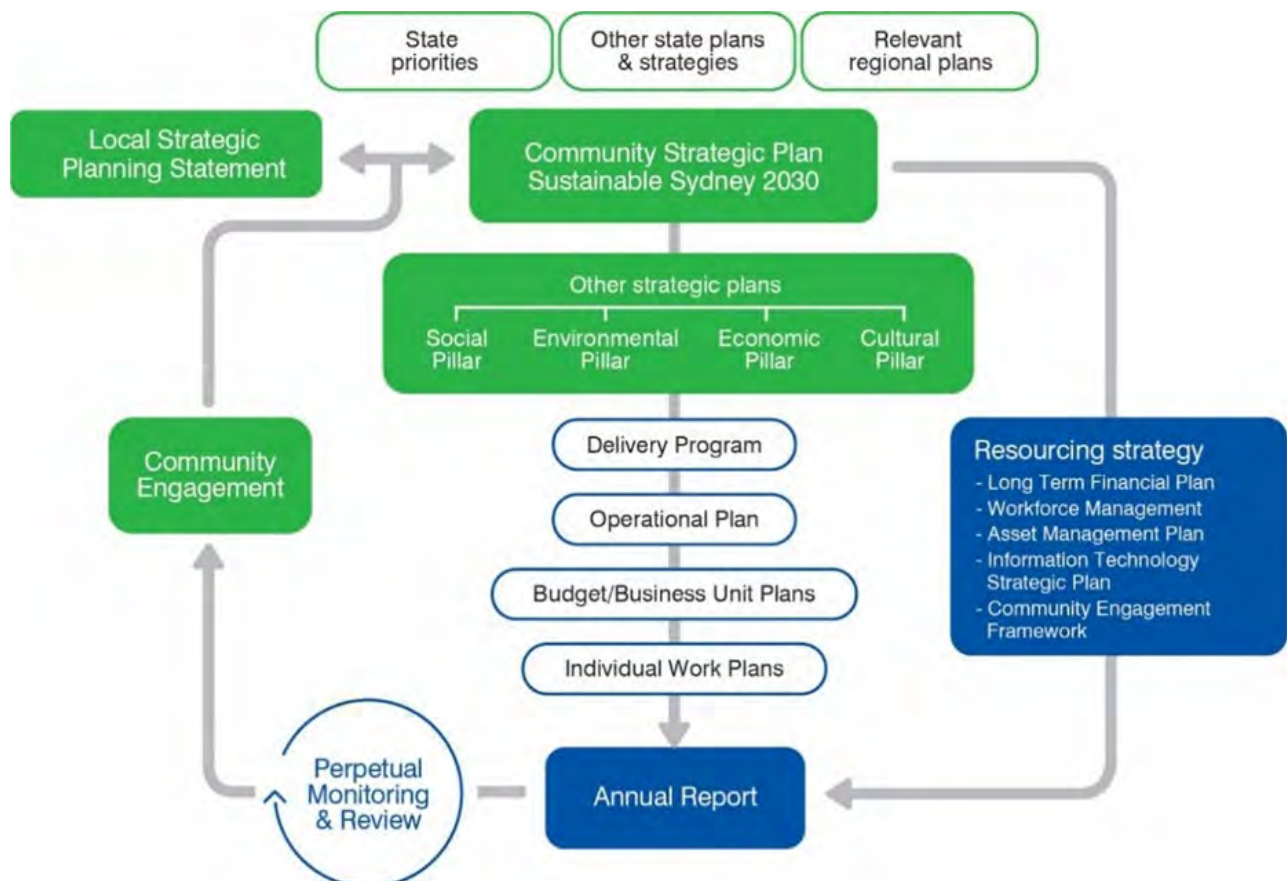 State
priorities
Other state plans
& strategies
Relevant
regional plans
Local Strategic
Planning Statement
Community Strategic Plan
Sustainable Sydney 2030
Other strategic plans
Social
Pillar
Environmental
Pillar
Economic
Pillar
Cultural
Pillar
Community
Engagement
Delivery Program
Operational Plan
Budget/Business Unit Plans
Individual Work Plans
Resourcing strategy
- Long Term Financial Plan
- Workforce Management
- Asset Management Plan
- Information Technology
Strategic Plan
- Community Engagement
Framework
Perpetual
Monitoring
& Review
Annual Report